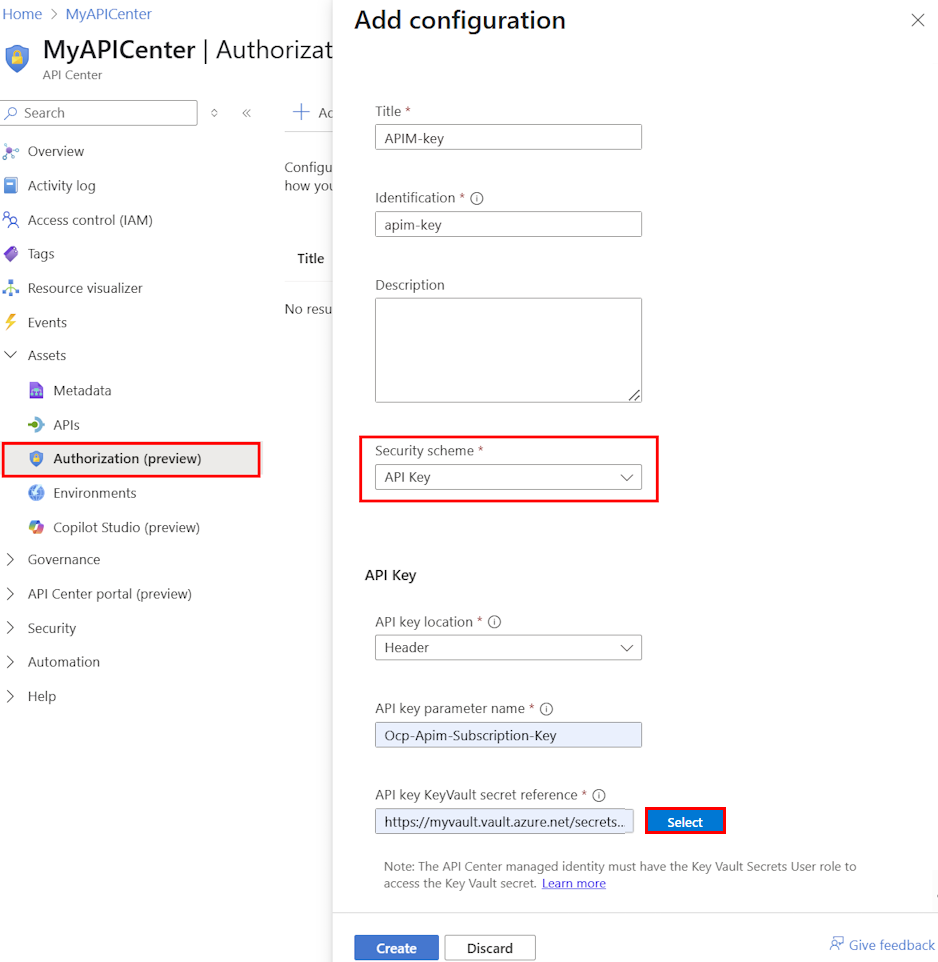 Home > MyAPICenter
MyAPICenter | Authorizat
API Center
Search
«
Ad
Configu
how you
Title
No resu
Overview
Activity log
Access control (IAM)
Tags
Resource visualizer
Events
Assets
Metadata
APIs
Authorization (preview)
Environments
Copilot Studio (preview)
Governance
API Center portal (preview)
Security
Automation
Help
Add configuration
Title *
APIM-key
Identification *
apim-key
Description
Security scheme *
API Key
API Key
API key location *
Header
API key parameter name *
Ocp-Apim-Subscription-Key
API key KeyVault secret reference *
https://myvault.vault.azure.net/secrets...
Select
Note: The API Center managed identity must have the Key Vault Secrets User role to
access the Key Vault secret. Learn more
Create
Discard
Give feedback